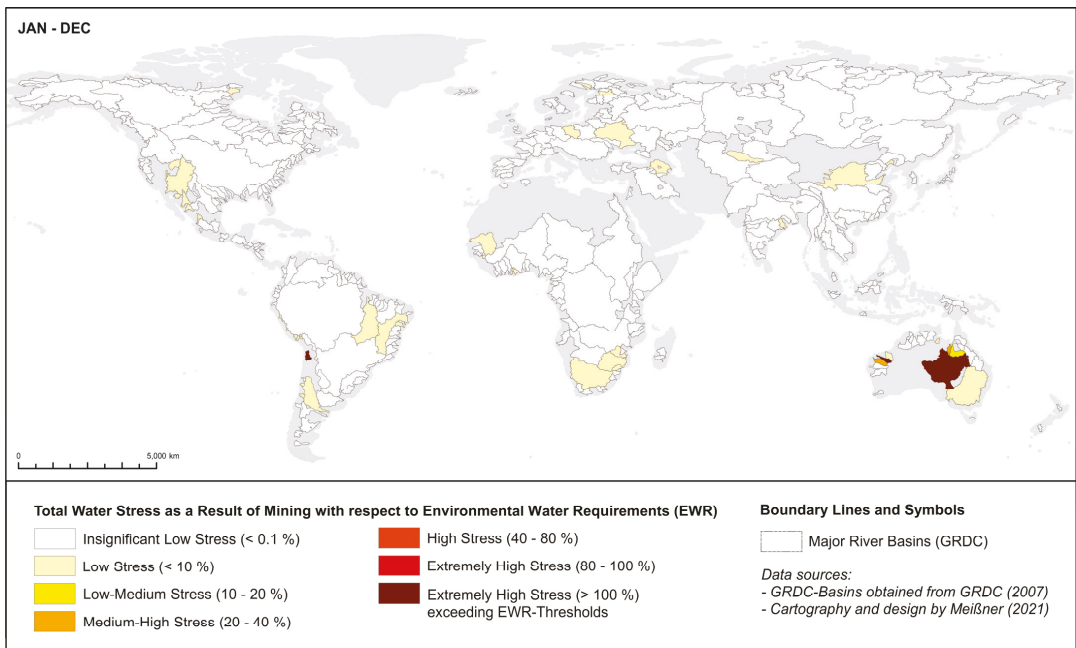 JAN - DEC
0 5,000 km
Total Water Stress as a Result of Mining with respect to Environmental Water Requirements (EWR)
Insignificant Low Stress (< 0.1 %)
Low Stress (< 10 %)
Low-Medium Stress (10 - 20 %)
Medium-High Stress (20 - 40 %)
High Stress (40 - 80 %)
Extremely High Stress (80 - 100 %)
Extremely High Stress (> 100 %)
exceeding EWR-Thresholds
Boundary Lines and Symbols
Major River Basins (GRDC)
Data sources:
- GRDC-Basins obtained from GRDC (2007)
- Cartography and design by Meißner (2021)